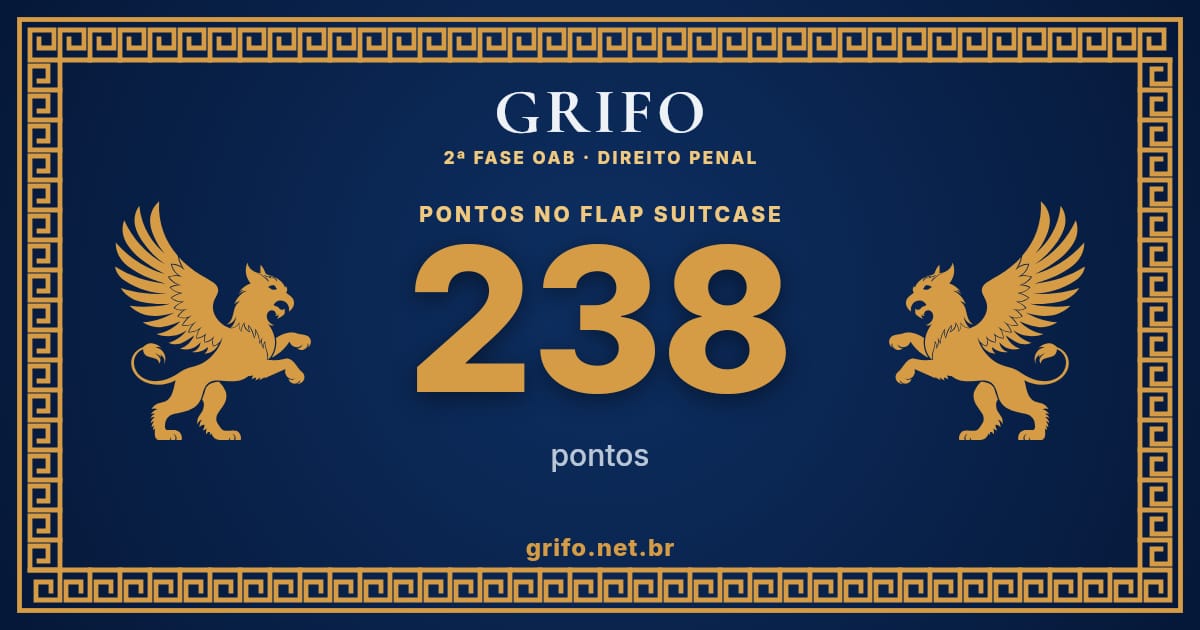 GRIFO
2ª FASE OAB · DIREITO PENAL
PONTOS NO FLAP SUITCASE
238
pontos
grifo.net.br